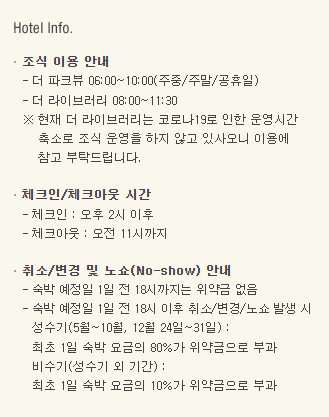 Hotel Info.
· 조식 이용 안내
- 더 파크뷰 06:00~10:00(주중/주말/공휴일)
- 더 라이브러리 08:00~11:30
※ 현재 더 라이브러리는 코로나19로 인한 운영시간
축소로 조식 운영을 하지 않고 있사오니 이용에
참고 부탁드립니다.
· 체크인/체크아웃 시간
- 체크인 : 오후 2시 이후
- 체크아웃 : 오전 11시까지
· 취소/변경 및 노쇼(No-show) 안내
- 숙박 예정일 1일 전 18시까지는 위약금 없음
- 숙박 예정일 1일 전 18시 이후 취소/변경/노쇼 발생 시
성수기(5월~10월, 12월 24일~31일) :
최초 1일 숙박 요금의 80%가 위약금으로 부과
비수기(성수기 외 기간) :
최초 1일 숙박 요금의 10%가 위약금으로 부과